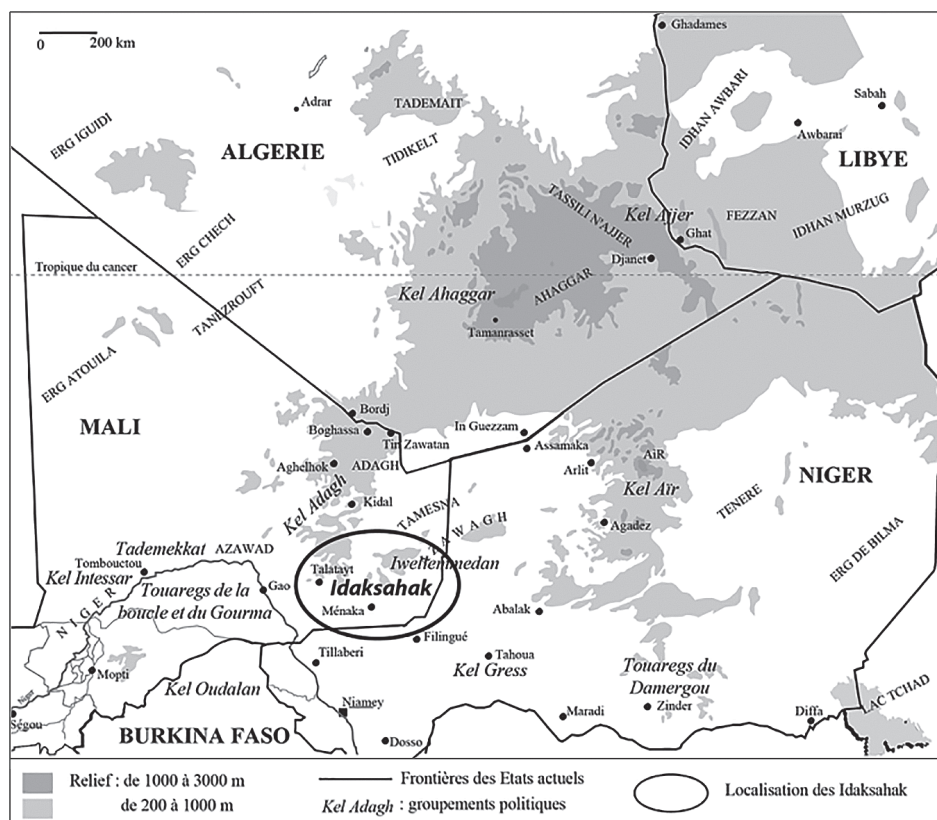 0 200 km
Ghadames
Adrar
TADEMAIT
IDHAN AWBARI
Sabah
Awbarai
ERG IGUIDI
ALGERIE
TIDIKELT
LIBYE
TASSILI N'AJJER
Kel Ajjer
FEZZAN
IDHAN MURZUG
Ghat
ERG CHECH
Djanet
Tropique du cancer
TANEZROUFT
Kel Ahaggar
AHAGGAR
Tamanrasset
ERG ATOUILA
MALI
Bordj
Boghassa
Tin Zawatan
In Guezzam
Assamaka
Aghelhok
ADAGH
Arlit
AïR
NIGER
Kel Adagh
Kidal
Kel Aïr
TENERE
TAMESNA
Agadez
ERG DE BILMA
Tademekkat
AZAWAD
TAWAGH
Tombouctou
Iwellemmedan
Kel Intessar
Talatayt
Idaksahak
Touaregs de la
boucle et du Gourma
Gao
Ménaka
Abalak
NIGER
Filingué
Tillaberi
Tahoua
Kel Gress
Touaregs du
Damergou
Mopti
Kel Oudalan
Niger
Niamey
Zinder
LAC TCHAD
Ségou
Maradi
Diffa
BURKINA FASO
Dosso
Relief : de 1000 à 3000 m
de 200 à 1000 m
Frontières des Etats actuels
Kel Adagh : groupements politiques
Localisation des Idaksahak